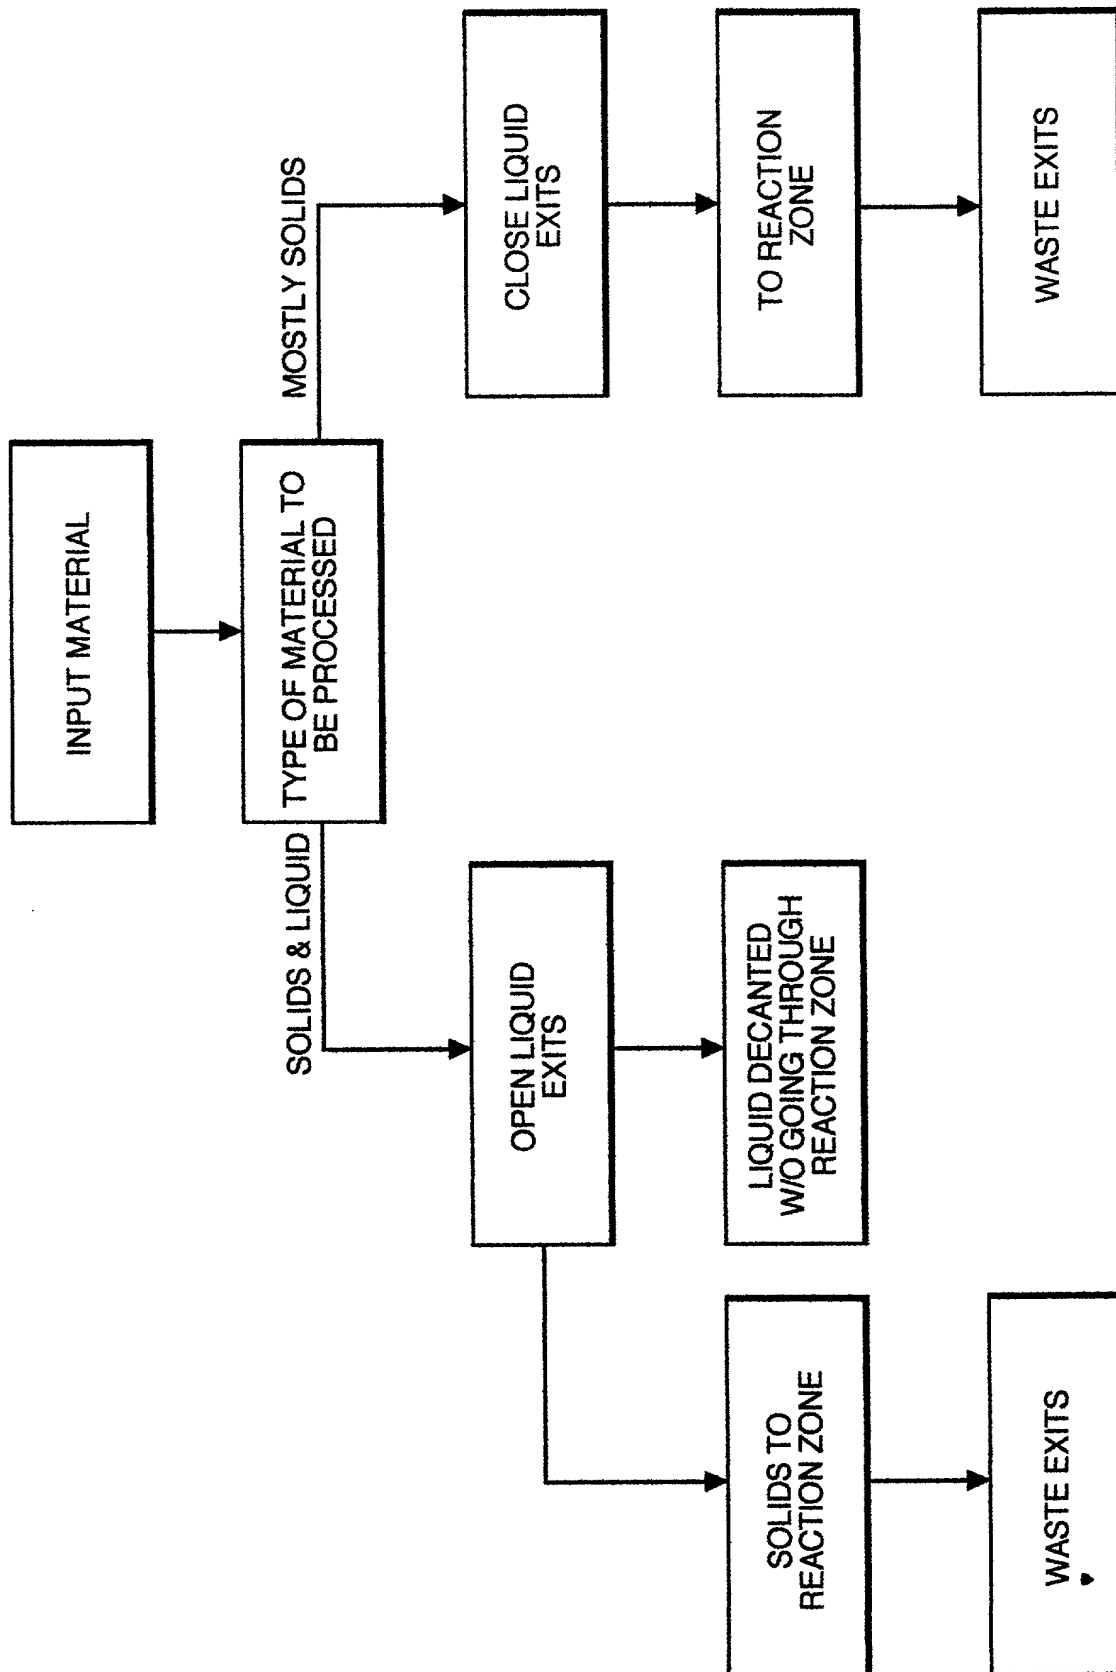 INPUT MATERIAL
TYPE OF MATERIAL TO
BE PROCESSED
SOLIDS & LIQUID
MOSTLY SOLIDS
OPEN LIQUID
EXITS
CLOSE LIQUID
EXITS
SOLIDS TO
REACTION ZONE
LIQUID DECANTED
W/O GOING THROUGH
REACTION ZONE
TO REACTION
ZONE
WASTE EXITS
WASTE EXITS